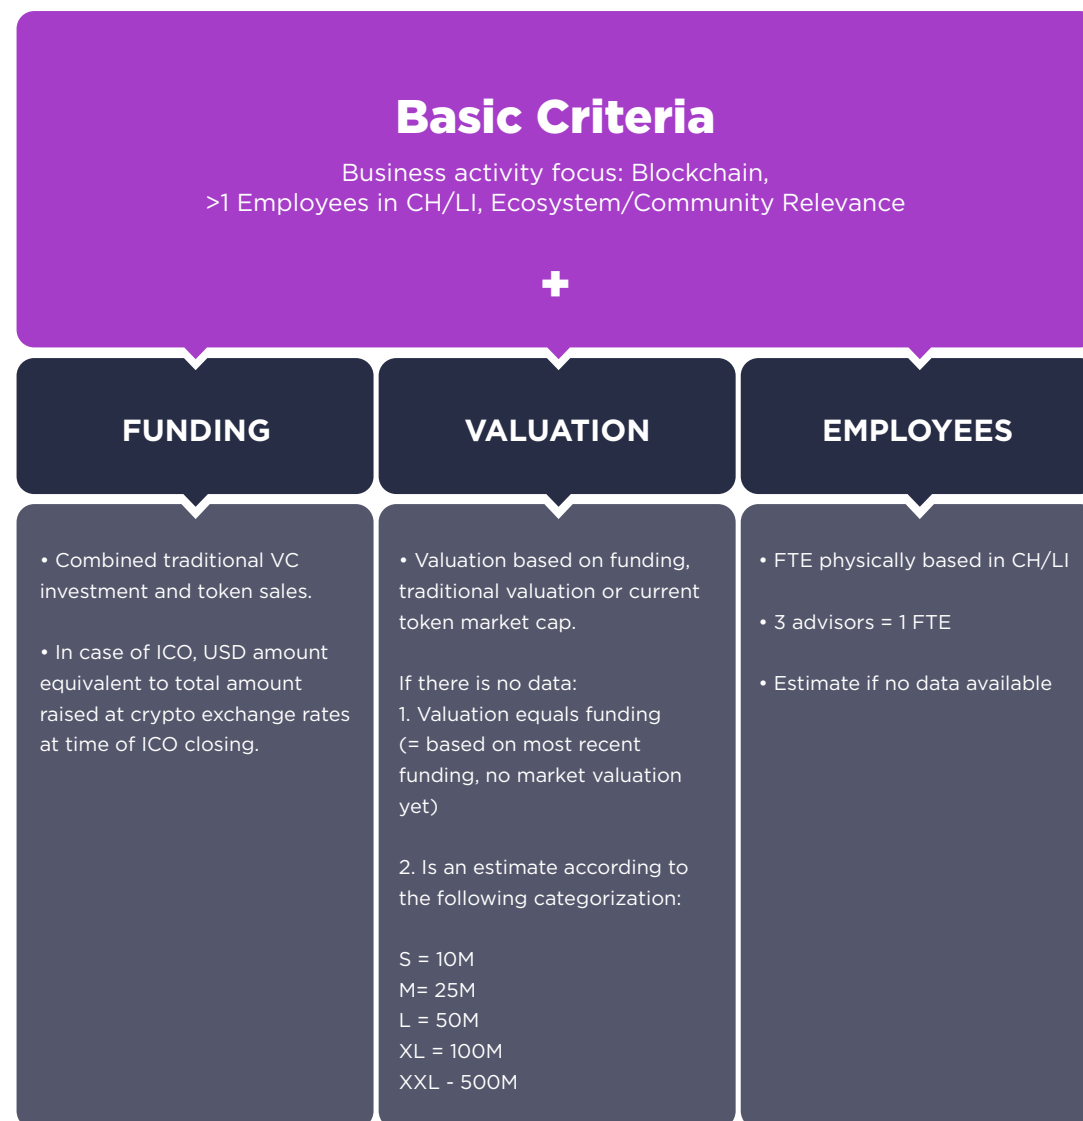 Basic Criteria
Business activity focus: Blockchain,
>1 Employees in CH/LI, Ecosystem/Community Relevance
+
FUNDING
• Combined traditional VC
investment and token sales.
• In case of ICO, USD amount
equivalent to total amount
raised at crypto exchange rates
at time of ICO closing.
VALUATION
• Valuation based on funding,
traditional valuation or current
token market cap.
If there is no data:
1. Valuation equals funding
(= based on most recent
funding, no market valuation
yet)
2. Is an estimate according to
the following categorization:
S = 10M
M= 25M
L = 50M
XL = 100M
XXL - 500M
EMPLOYEES
• FTE physically based in CH/LI
• 3 advisors = 1 FTE
• Estimate if no data available